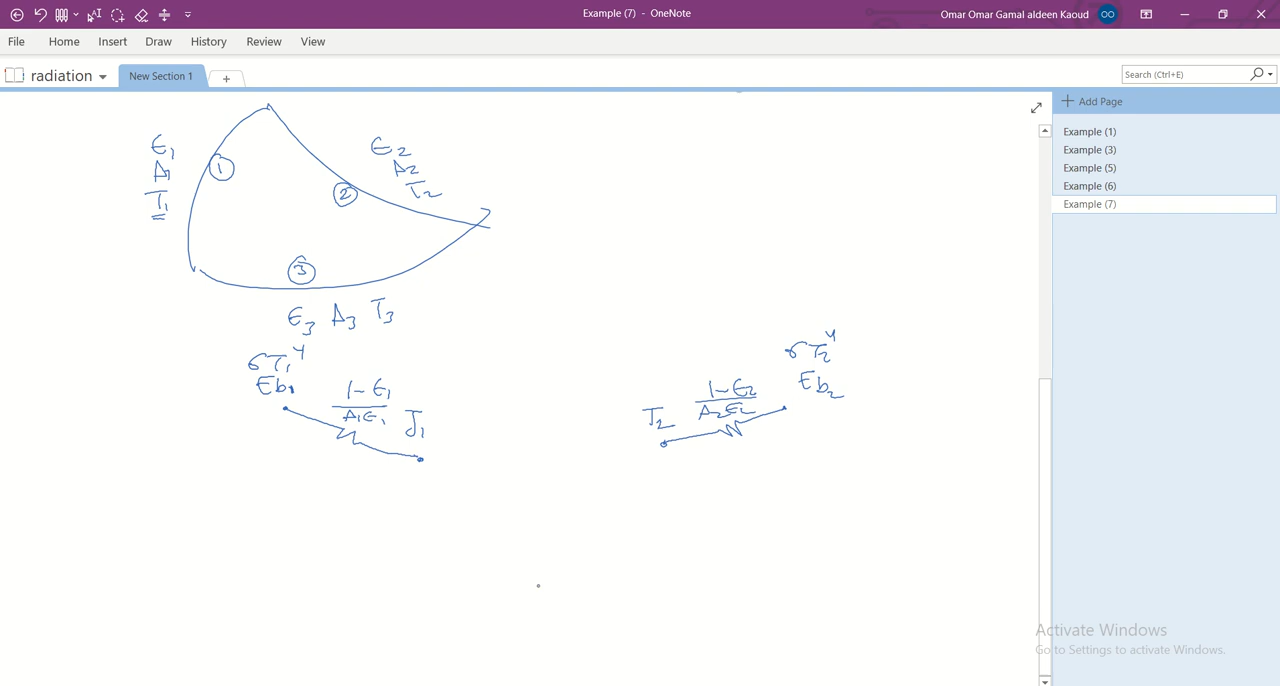 Example (7) - OneNote
Omar Omar Gamal aldeen Kaoud
OO
File Home Insert Draw History Review View
radiation
New Section 1
+
Search (Ctrl+E)
Add Page
Example (1)
Example (3)
Example (5)
Example (6)
Example (7)
ϵ₁
A₁
T₁
①
ϵ₂
A₂
T₂
②
③
ϵ₃ A₃ T₃
σT₁⁴
Eb₁
1-ϵ₁
A₁ϵ₁
J₁
σT₂⁴
Eb₂
1-ϵ₂
A₂ϵ₂
J₂
Activate Windows
Go to Settings to activate Windows.